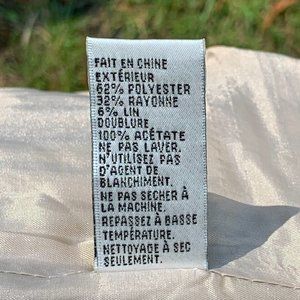 FAIT EN CHINE
EXTÉRIEUR
62% POLYESTER
32% RAYONNE
6% LIN
DOUBLURE
100% ACÉTATE
NE PAS LAVER.
N'UTILISEZ PAS
D'AGENT DE
BLANCHIMENT.
NE PAS SECHER À
LA MACHINE.
REPASSEZ À BASSE
TEMPÉRATURE.
NETTOYAGE À SEC
SEULEMENT.